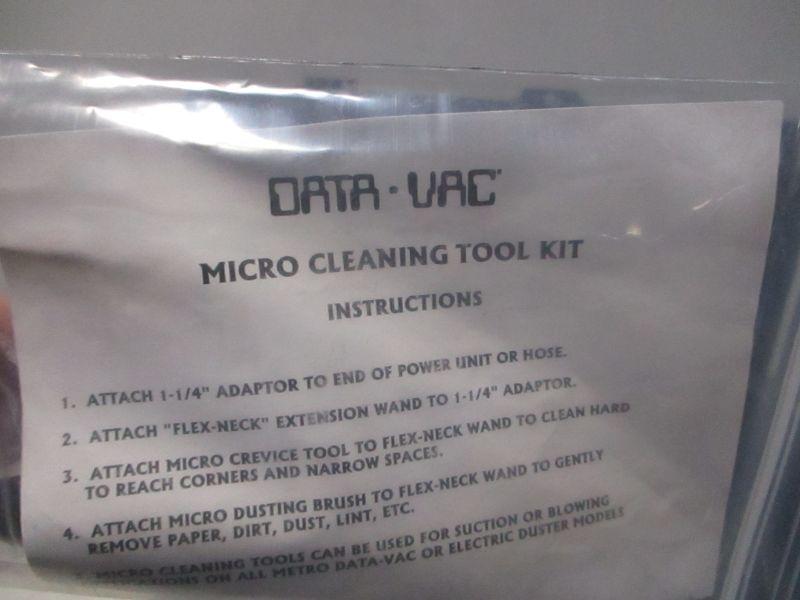 DATA-VAC
MICRO CLEANING TOOL KIT
INSTRUCTIONS
1. ATTACH 1-1/4" ADAPTOR TO END OF POWER UNIT OR HOSE.
2. ATTACH "FLEX-NECK" EXTENSION WAND TO 1-1/4" ADAPTOR.
3. ATTACH MICRO CREVICE TOOL TO FLEX-NECK WAND TO CLEAN HARD
TO REACH CORNERS AND NARROW SPACES.
4. ATTACH MICRO DUSTING BRUSH TO FLEX-NECK WAND TO GENTLY
REMOVE PAPER, DIRT, DUST, LINT, ETC.
MICRO CLEANING TOOLS CAN BE USED FOR SUCTION OR BLOWING
ON ALL METRO DATA-VAC OR ELECTRIC DUSTER MODELS